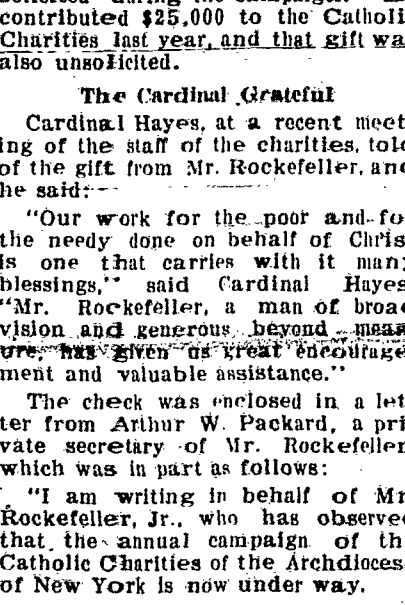 contributed $25,000 to the Catholi
Charities last year, and that gift wa
also unsolicited.
The Cardinal Grateful
Cardinal Hayes, at a recent meet
ing of the staff of the charities, told
of the gift from Mr. Rockefeller, and
he said:
"Our work for the poor and fo
the needy done on behalf of Chris
is one that carries with it many
blessings," said Cardinal Hayes
"Mr. Rockefeller, a man of broa
vision and generous beyond meas
ure, has given us great encourage
ment and valuable assistance."
The check was enclosed in a let
ter from Arthur W. Packard, a pri
vate secretary of Mr. Rockefeller
which was in part as follows:
"I am writing in behalf of Mr
Rockefeller, Jr., who has observe
that the annual campaign of th
Catholic Charities of the Archdioces
of New York is now under way.